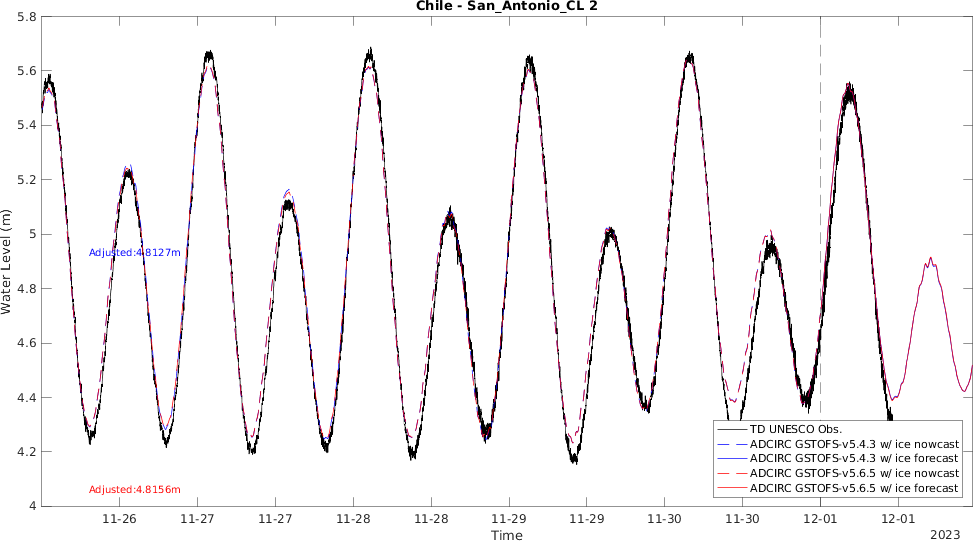 Chile - San_Antonio_CL 2
5.8
5.6
5.4
5.2
5
4.8
4.6
4.4
4.2
4
Water Level (m)
Adjusted:4.8127m
Adjusted:4.8156m
TD UNESCO Obs.
ADCIRC GSTOFS-v5.4.3 w/ ice nowcast
ADCIRC GSTOFS-v5.4.3 w/ ice forecast
ADCIRC GSTOFS-v5.6.5 w/ ice nowcast
ADCIRC GSTOFS-v5.6.5 w/ ice forecast
11-26 11-27 11-27 11-28 11-28 11-29 11-29 11-30 11-30 12-01 12-01
Time
2023